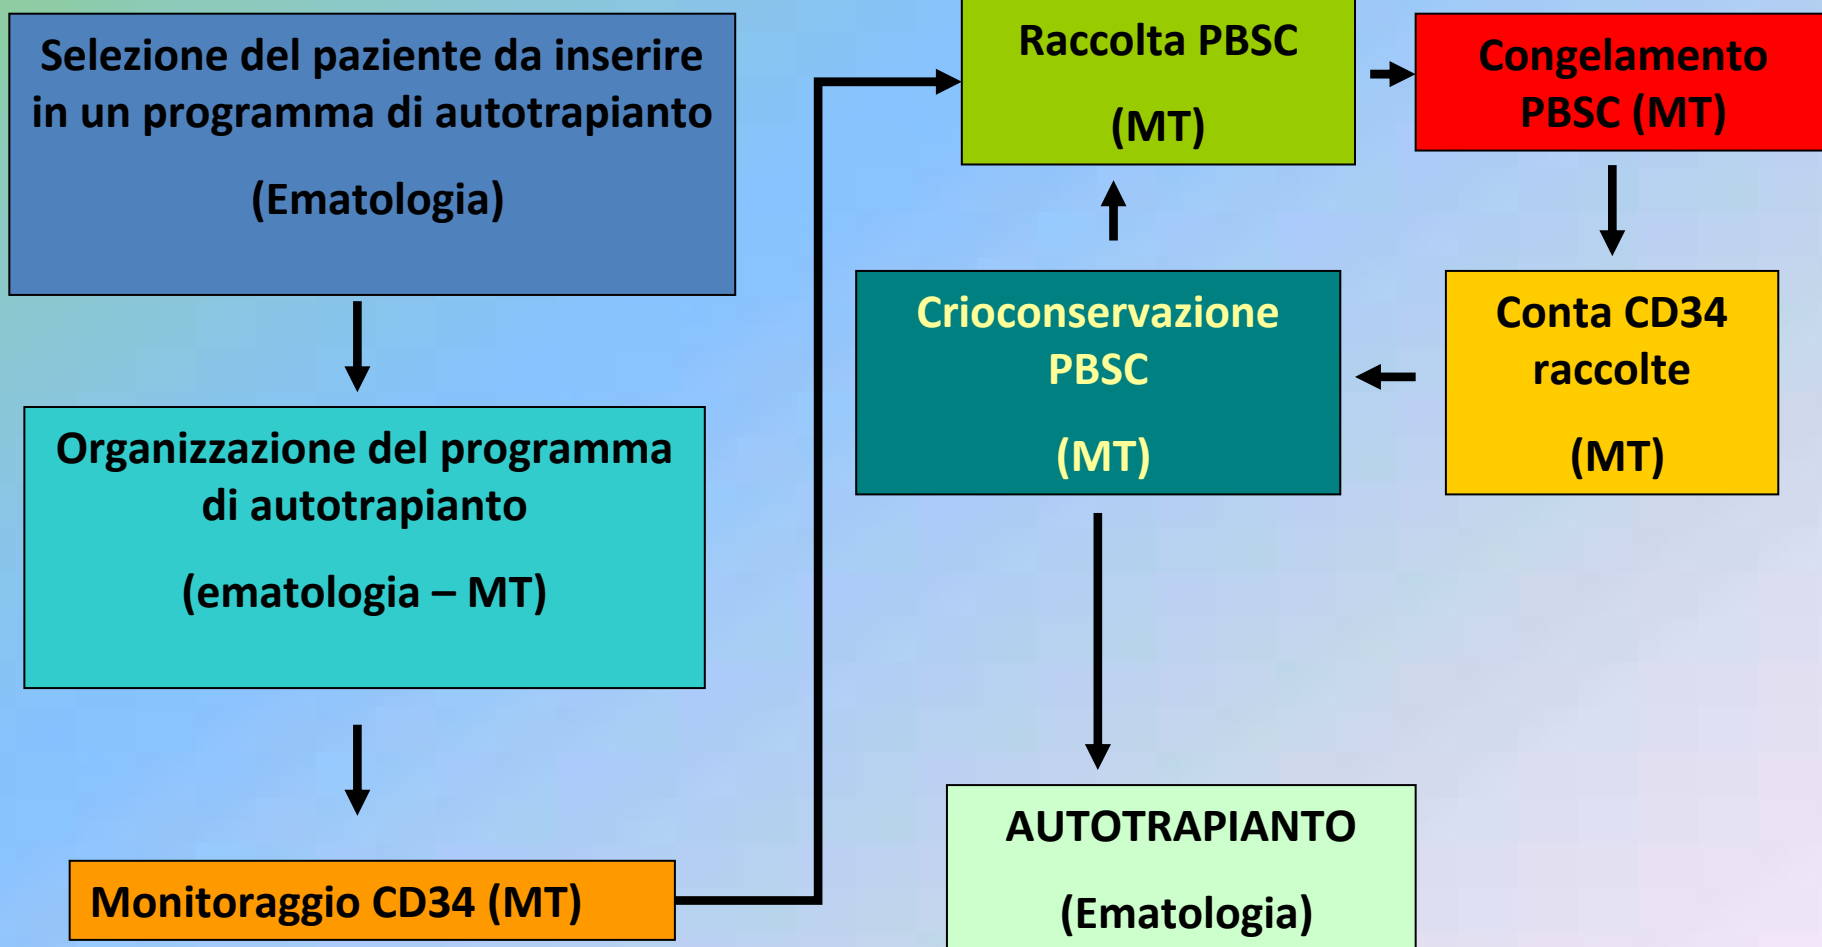 Selezione del paziente da inserire
in un programma di autotrapianto
(Ematologia)
Organizzazione del programma
di autotrapianto
(ematologia – MT)
Monitoraggio CD34 (MT)
Raccolta PBSC
(MT)
Congelamento
PBSC (MT)
Conta CD34
raccolte
(MT)
Crioconservazione
PBSC
(MT)
AUTOTRAPIANTO
(Ematologia)